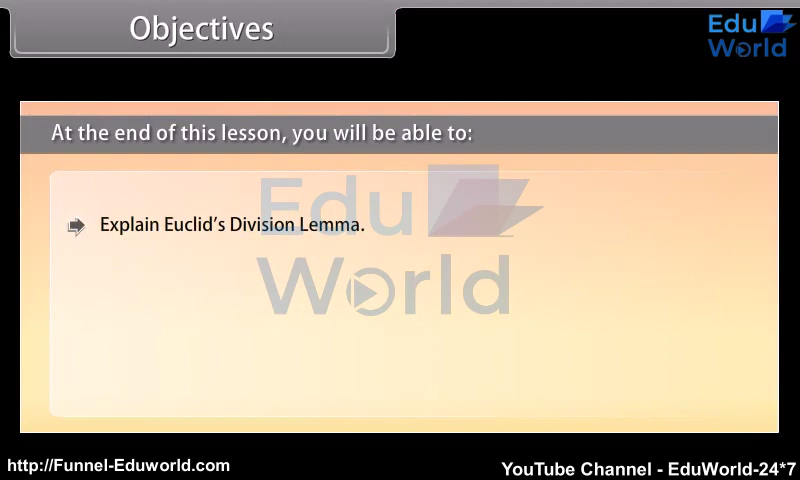 Objectives
Edu
World
At the end of this lesson, you will be able to:
Edu
Explain Euclid's Division Lemma.
World
http://Funnel-Eduworld.com
YouTube Channel - EduWorld-24*7